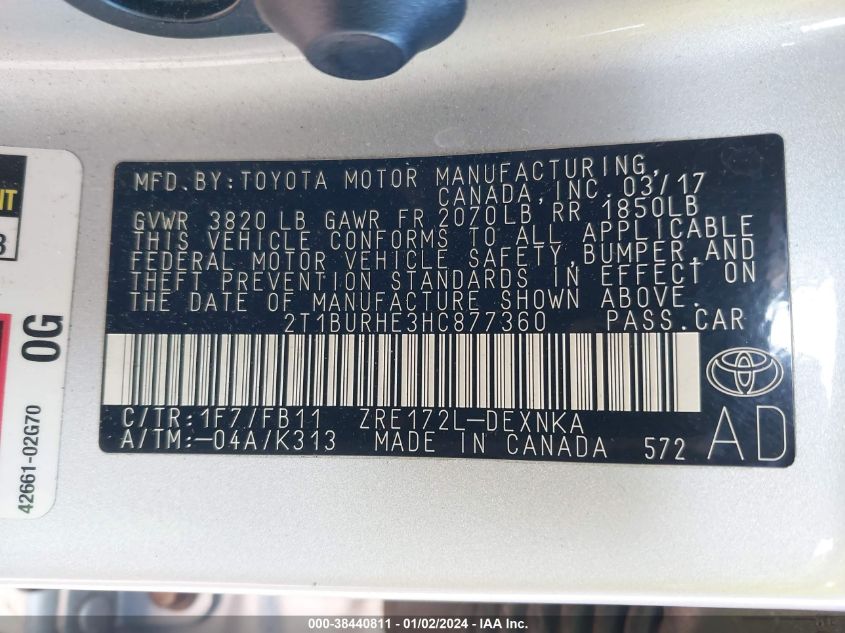 MFD. BY: TOYOTA MOTOR MANUFACTURING,
CANADA, INC. 03/17
GVWR 3820 LB GAWR FR 2070LB RR 1850LB
THIS VEHICLE CONFORMS TO ALL APPLICABLE
FEDERAL MOTOR VEHICLE SAFETY, BUMPER, AND
THEFT PREVENTION STANDARDS IN EFFECT ON
THE DATE OF MANUFACTURE SHOWN ABOVE.
2T1BURHE3HC877360 PASS. CAR
C/TR: 1F7/FB11 ZRE172L-DEXNKA
A/TM: -04A/K313 MADE IN CANADA 572
AD
0G
42661-02G70
000-38440811 - 01/02/2024 - IAA Inc.